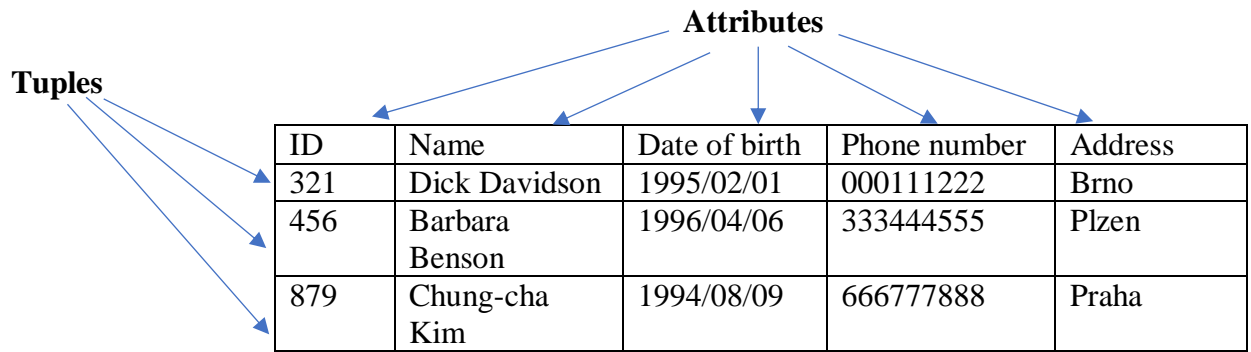 Attributes
Tuples
ID Name Date of birth Phone number Address
321 Dick Davidson 1995/02/01 000111222 Brno
456 Barbara 1996/04/06 333444555 Plzen
Benson
879 Chung-cha 1994/08/09 666777888 Praha
Kim